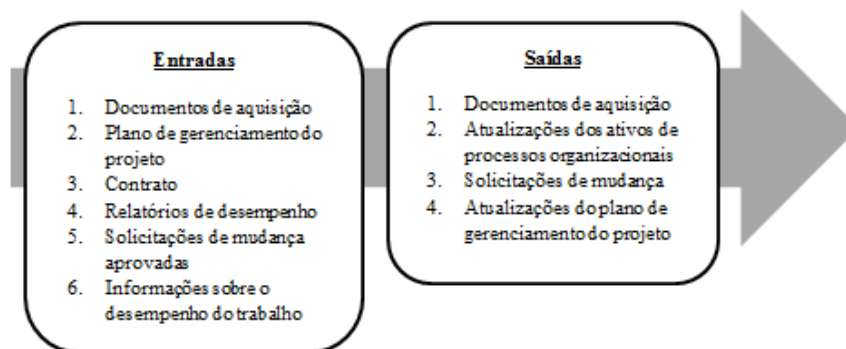 Entradas
1. Documentos de aquisição
2. Plano de gerenciamento do
projeto
3. Contrato
4. Relatórios de desempenho
5. Solicitações de mudança
aprovadas
6. Informações sobre o
desempenho do trabalho
Saídas
1. Documentos de aquisição
2. Atualizações dos ativos de
processos organizacionais
3. Solicitações de mudança
4. Atualizações do plano de
gerenciamento do projeto